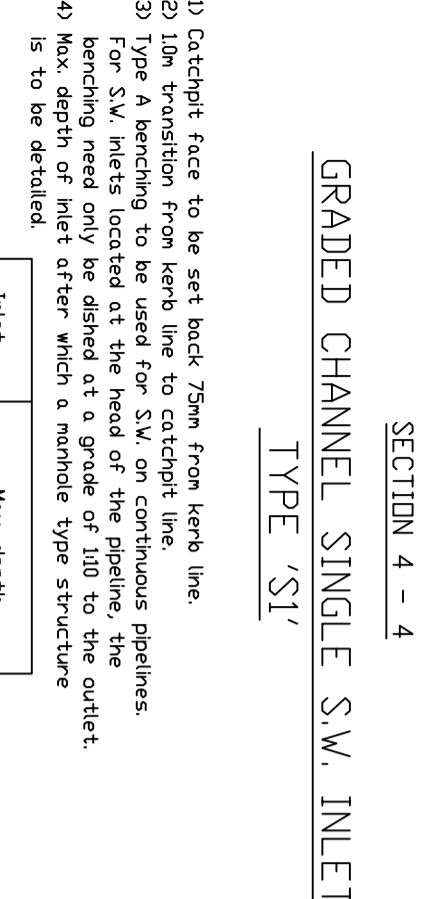 SECTION 4 - 4
GRADED CHANNEL SINGLE S.W. INLET
TYPE 'S1'
1) Catchpit face to be set back 75mm from kerb line.
2) 1.0m transition from kerb line to catchpit line.
3) Type A benching to be used for S.W. on continuous pipelines.
For S.W. inlets located at the head of the pipeline, the
benching need only be dished at a grade of 1:10 to the outlet.
4) Max. depth of inlet after which a manhole type structure
is to be detailed.